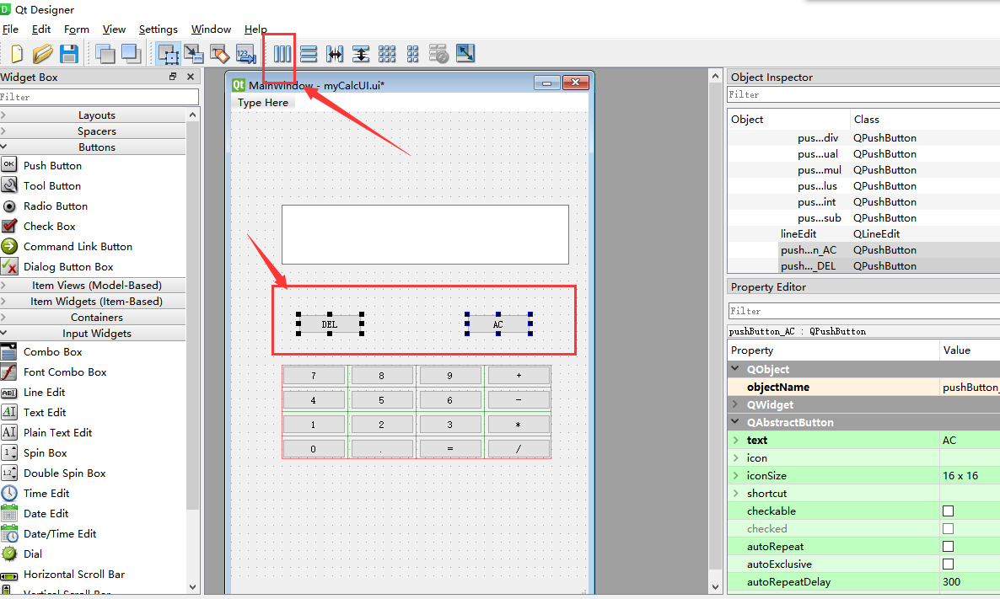 Qt Designer
File Edit Form View Settings Window Help
Widget Box
Filter
Layouts
Spacers
Buttons
Push Button
Tool Button
Radio Button
Check Box
Command Link Button
Dialog Button Box
Item Views (Model-Based)
Item Widgets (Item-Based)
Containers
Input Widgets
Combo Box
Font Combo Box
Line Edit
Text Edit
Plain Text Edit
Spin Box
Double Spin Box
Time Edit
Date Edit
Date/Time Edit
Dial
Horizontal Scroll Bar
Vertical Scroll Bar
MainWindow - myCalcUI.ui*
Type Here
DEL AC
7 8 9 +
4 5 6 -
1 2 3 *
0 . = /
Object Inspector
Filter
Object Class
pus...div QPushButton
pus...ual QPushButton
pus...mul QPushButton
pus...lus QPushButton
pus...int QPushButton
pus...sub QPushButton
lineEdit QLineEdit
push...n_AC QPushButton
push..._DEL QPushButton
Property Editor
Filter
pushButton_AC : QPushButton
Property Value
QObject
objectName pushButton_
QWidget
QAbstractButton
text AC
icon
iconSize 16 x 16
shortcut
checkable
checked
autoRepeat
autoExclusive
autoRepeatDelay 300